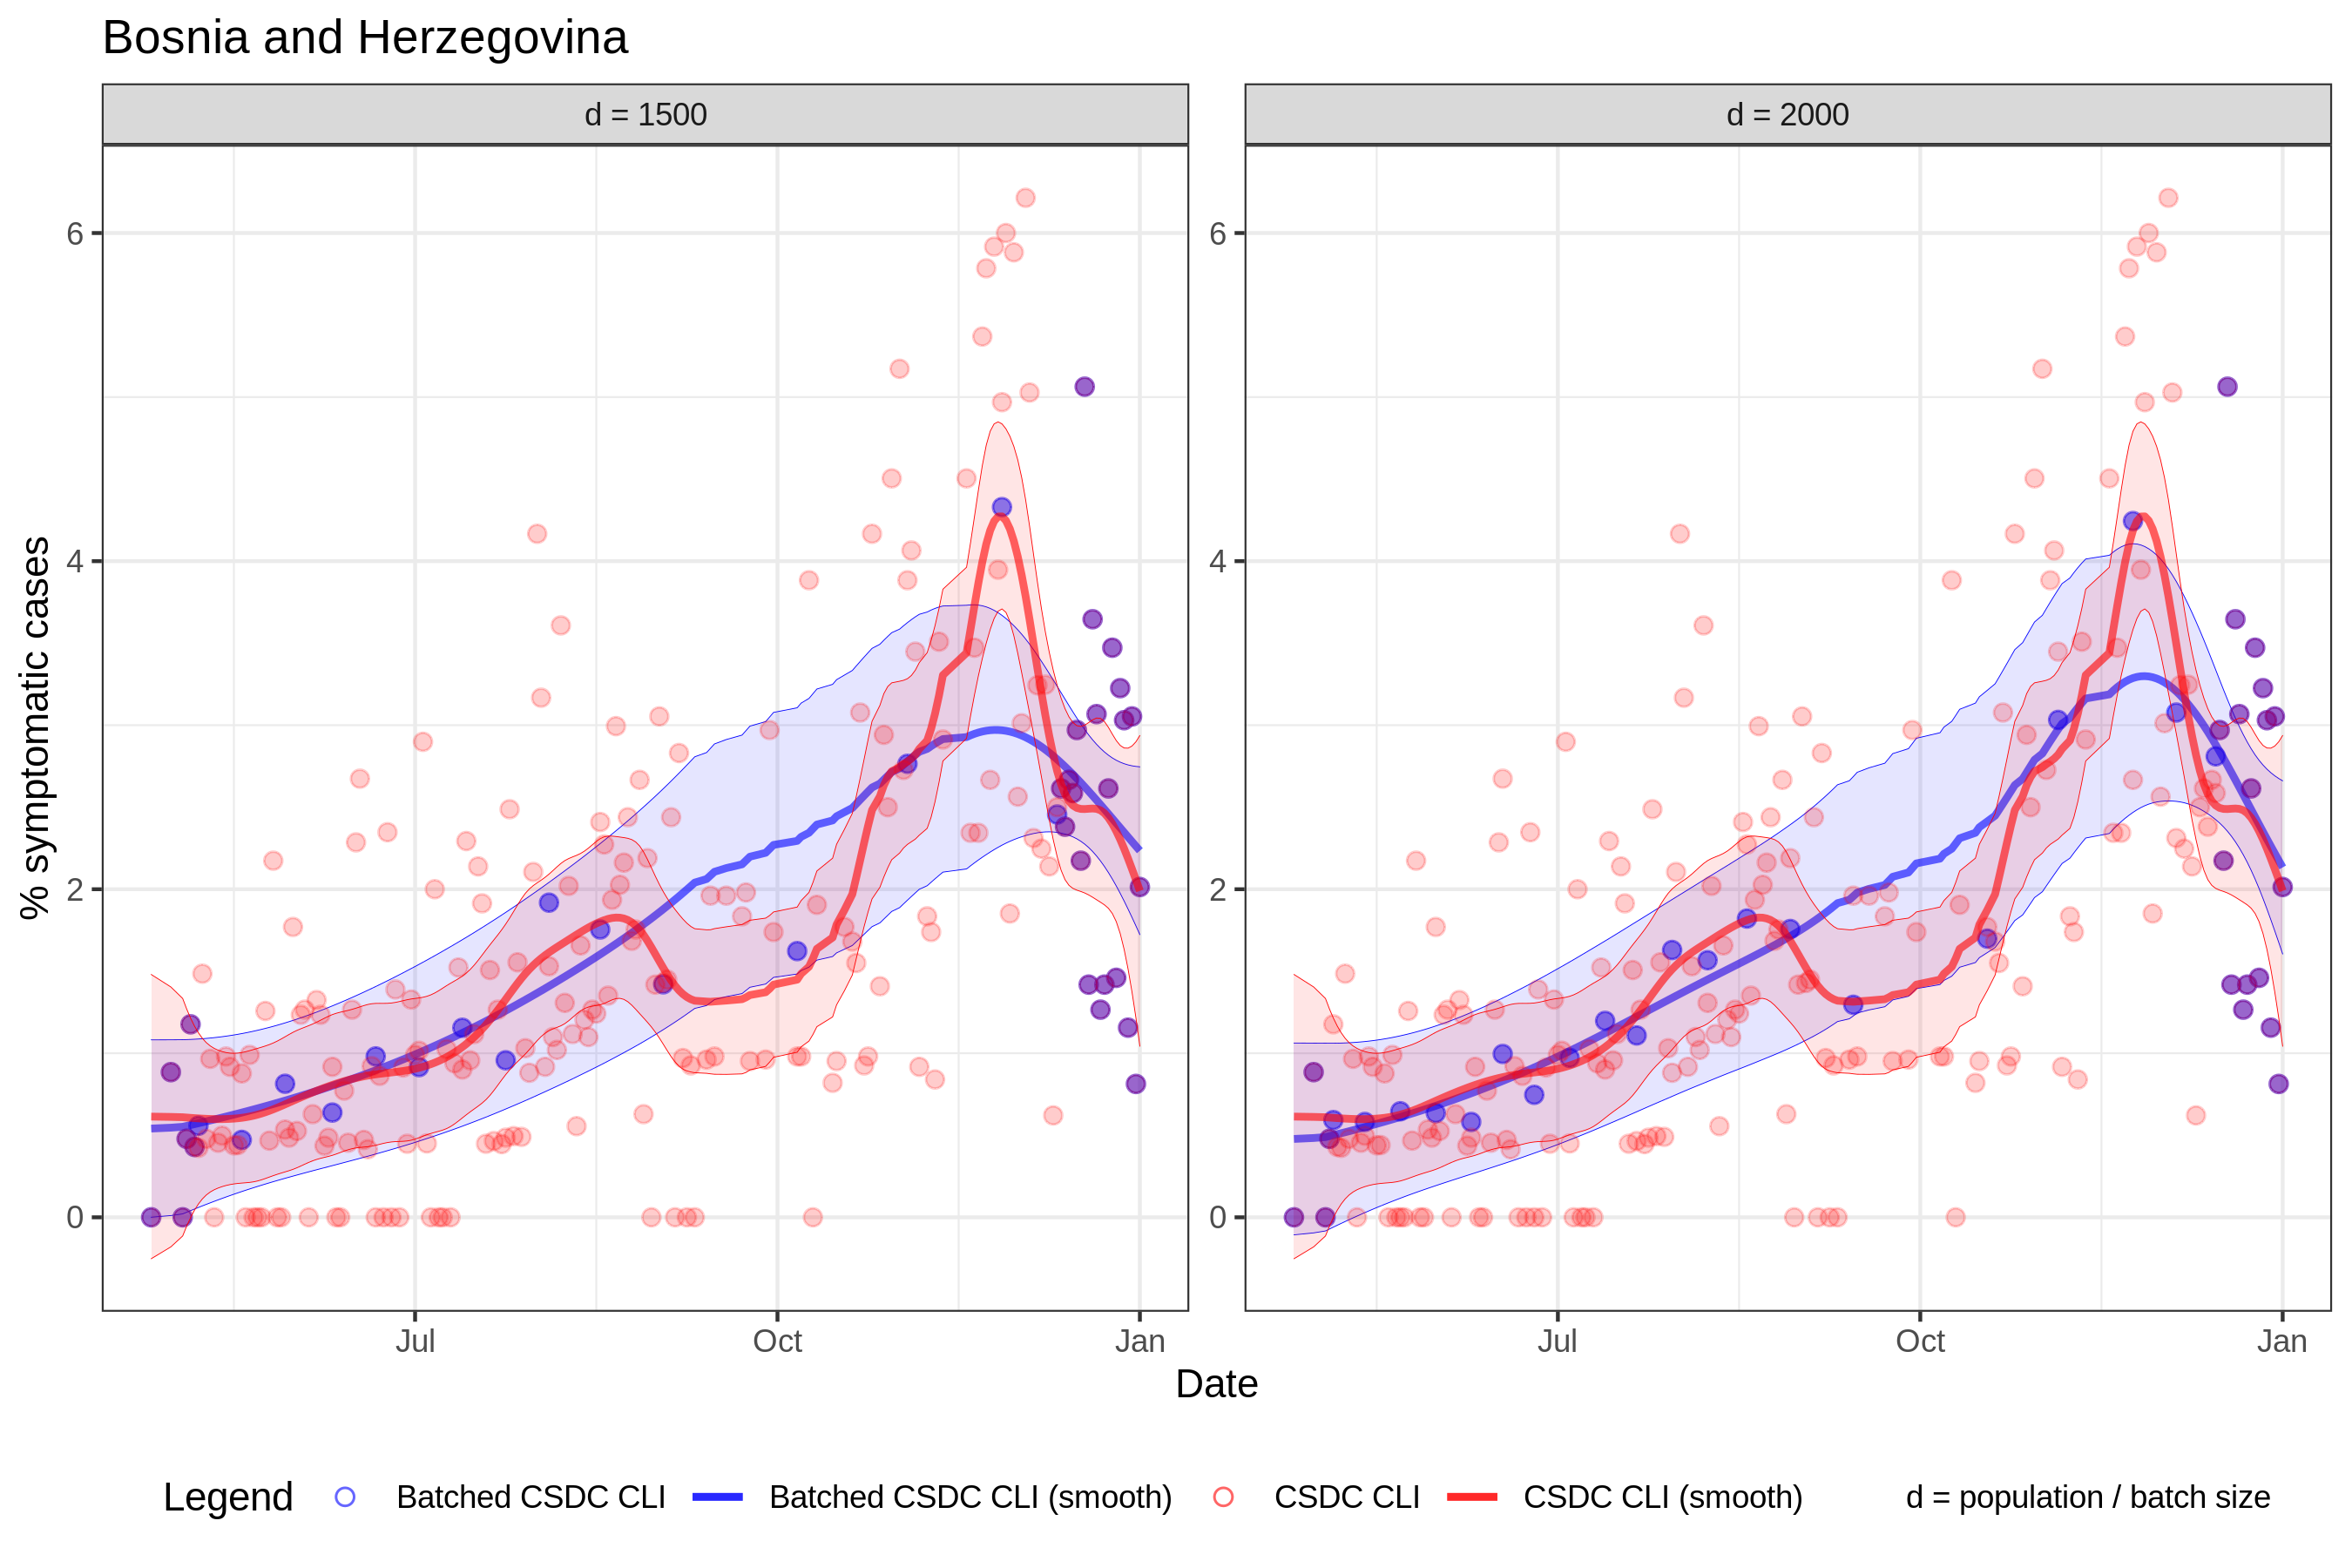 Bosnia and Herzegovina
d = 1500
d = 2000
% symptomatic cases
6
4
2
0
6
4
2
0
Jul
Oct
Jan
Jul
Oct
Jan
Date
Legend
Batched CSDC CLI
Batched CSDC CLI (smooth)
CSDC CLI
CSDC CLI (smooth)
d = population / batch size